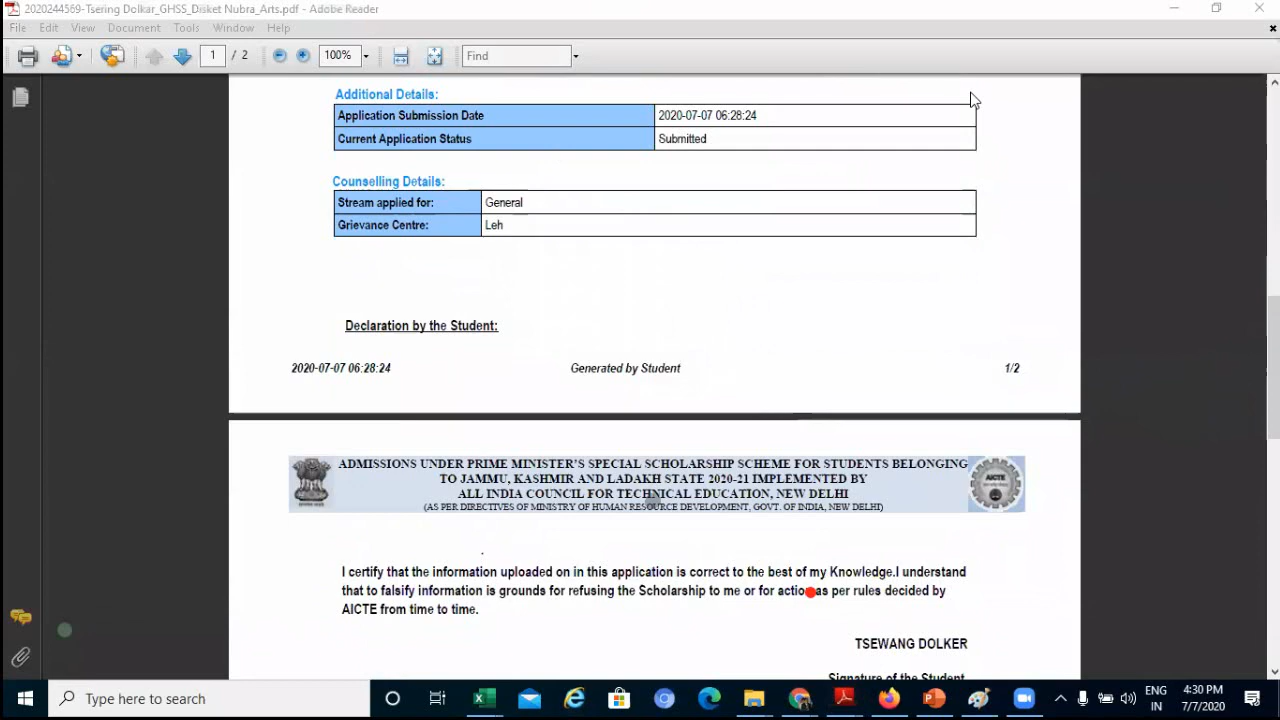 2020244569-Tsering Dolkar_GHSS_Disket Nubra_Arts.pdf - Adobe Reader
File Edit View Document Tools Window Help
1 / 2 100% Find
Additional Details:
Application Submission Date 2020-07-07 06:28:24
Current Application Status Submitted
Counselling Details:
Stream applied for: General
Grievance Centre: Leh
Declaration by the Student:
2020-07-07 06:28:24 Generated by Student 1/2
ADMISSIONS UNDER PRIME MINISTER'S SPECIAL SCHOLARSHIP SCHEME FOR STUDENTS BELONGING
TO JAMMU, KASHMIR AND LADAKH STATE 2020-21 IMPLEMENTED BY
ALL INDIA COUNCIL FOR TECHNICAL EDUCATION, NEW DELHI
(AS PER DIRECTIVES OF MINISTRY OF HUMAN RESOURCE DEVELOPMENT, GOVT. OF INDIA, NEW DELHI)
AICTE
I certify that the information uploaded on in this application is correct to the best of my Knowledge.I understand
that to falsify information is grounds for refusing the Scholarship to me or for action as per rules decided by
AICTE from time to time.
TSEWANG DOLKER
Signature of the Student
Type here to search
ENG
IN
4:30 PM
7/7/2020